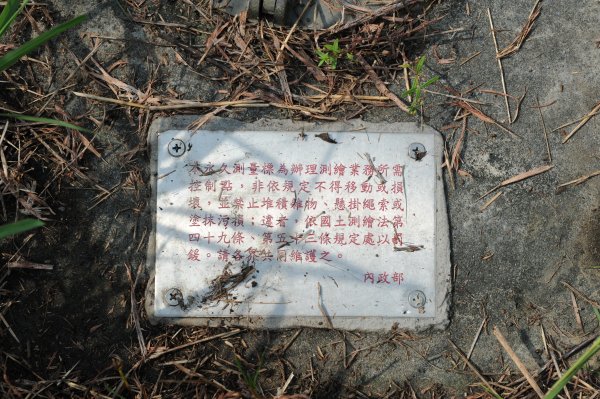 本永久測量標為辦理測繪業務所需
控制點，非依規定不得移動或損
壞，並禁止堆積雜物、懸掛繩索或
塗抹污損；違者，依國土測繪法第
四十九條、第五十二條規定處以罰
鍰。請各界共同維護之。
內政部